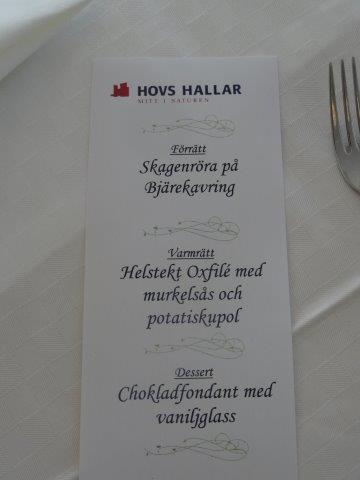 HOVS HALLAR
MITT I NATUREN
Förrätt
Skagenröra på
Bjärekavring
Varmrätt
Helstekt Oxfilé med
murkelsås och
potatiskupol
Dessert
Chokladfondant med
vaniljglass